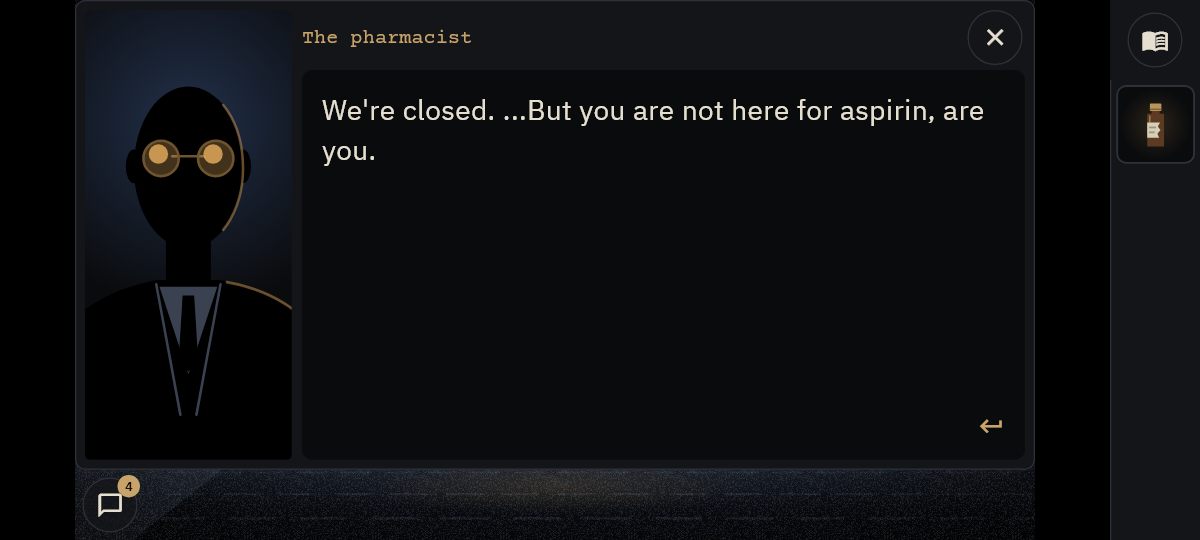 The pharmacist
We're closed. ...But you are not here for aspirin, are
you.
4